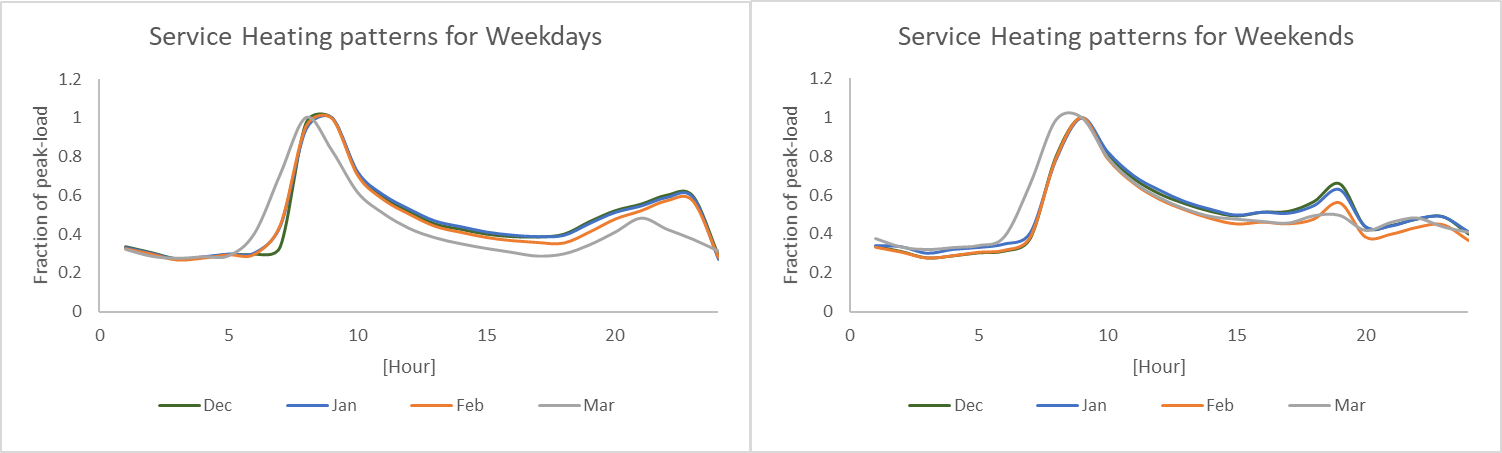 Service Heating patterns for Weekdays
Fraction of peak-load
1.2
1
0.8
0.6
0.4
0.2
0
0 5 10 15 20
[Hour]
Dec Jan Feb Mar
Service Heating patterns for Weekends
Fraction of peak-load
1.2
1
0.8
0.6
0.4
0.2
0
0 5 10 15 20
[Hour]
Dec Jan Feb Mar